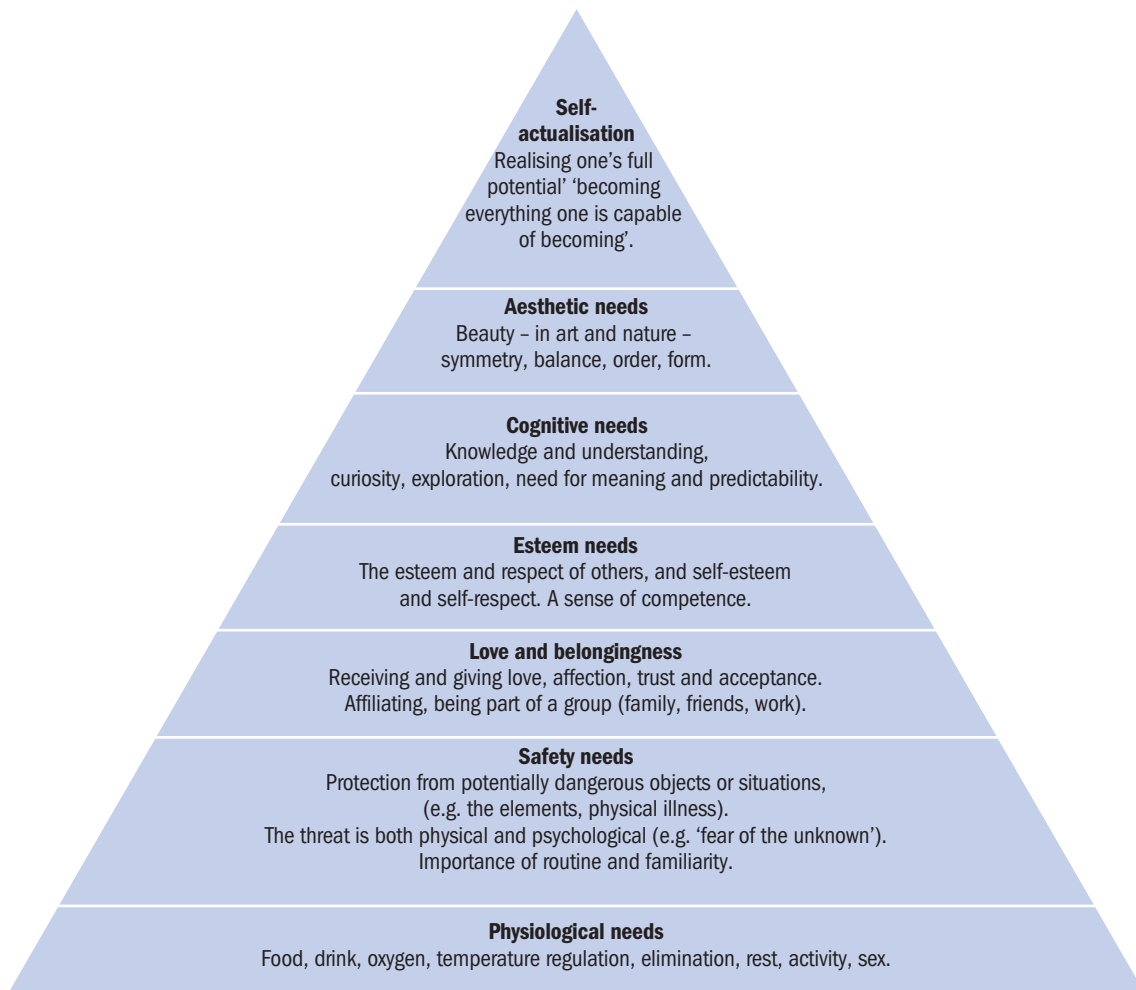 Self-
actualisation
Realising one’s full
potential’ ‘becoming
everything one is capable
of becoming’.
Aesthetic needs
Beauty – in art and nature –
symmetry, balance, order, form.
Cognitive needs
Knowledge and understanding,
curiosity, exploration, need for meaning and predictability.
Esteem needs
The esteem and respect of others, and self-esteem
and self-respect. A sense of competence.
Love and belongingness
Receiving and giving love, affection, trust and acceptance.
Affiliating, being part of a group (family, friends, work).
Safety needs
Protection from potentially dangerous objects or situations,
(e.g. the elements, physical illness).
The threat is both physical and psychological (e.g. ‘fear of the unknown’).
Importance of routine and familiarity.
Physiological needs
Food, drink, oxygen, temperature regulation, elimination, rest, activity, sex.